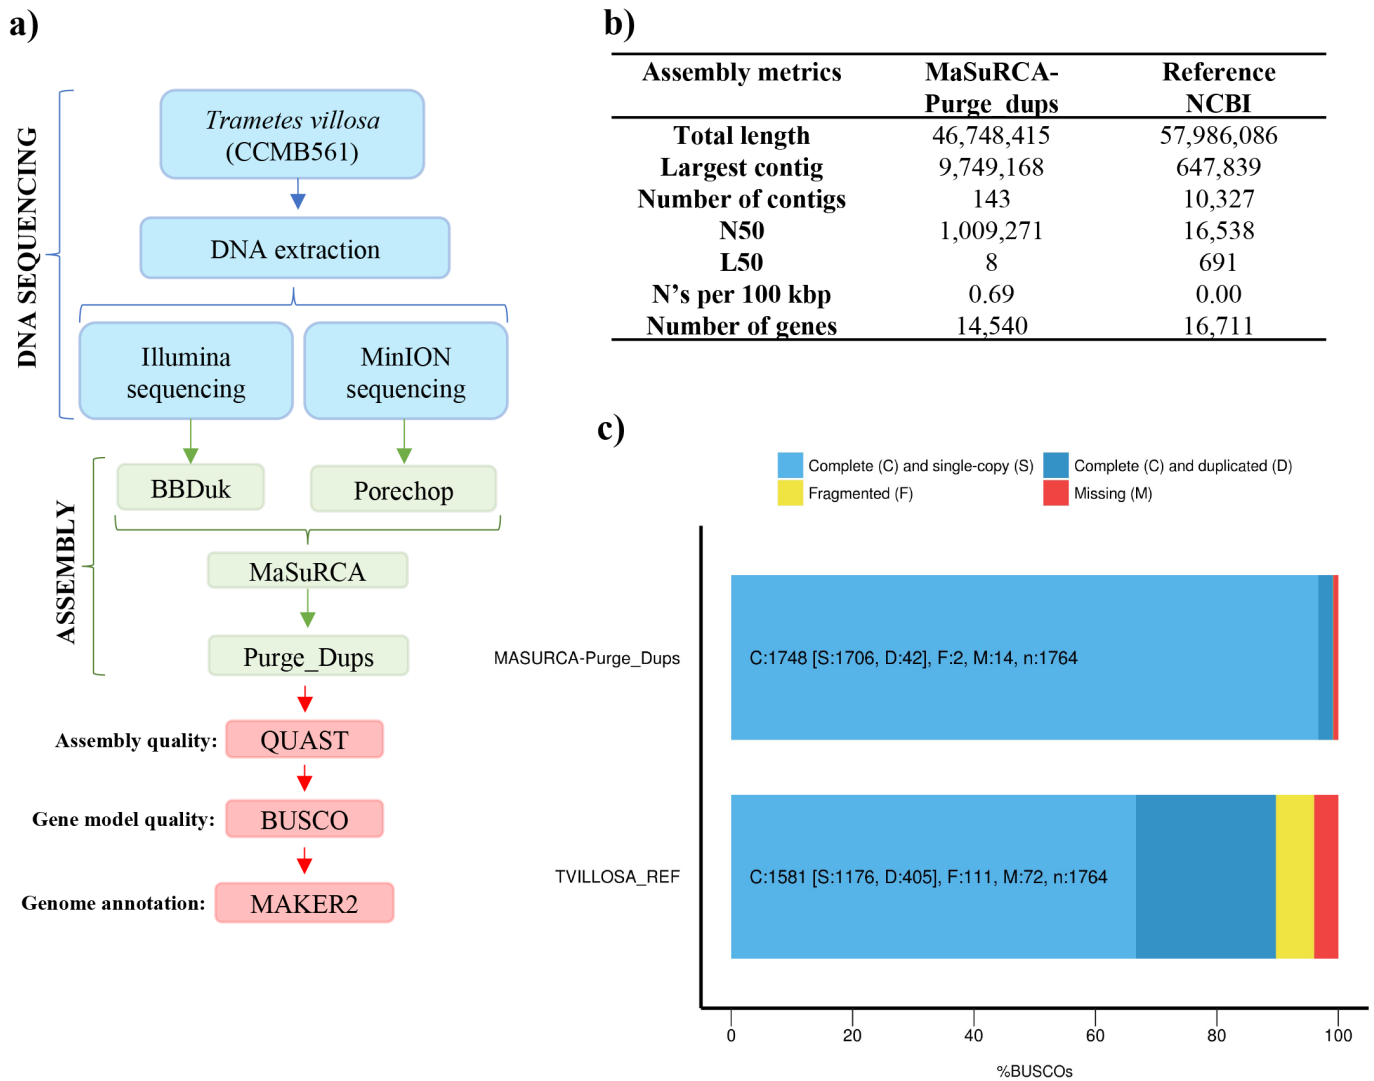 a)
DNA SEQUENCING
Trametes villosa
(CCMB561)
DNA extraction
Illumina
sequencing
MinION
sequencing
ASSEMBLY
BBDuk
Porechop
MaSuRCA
Purge_Dups
Assembly quality: QUAST
Gene model quality: BUSCO
Genome annotation: MAKER2
b)
Assembly metrics MaSuRCA- Reference
Purge_dups NCBI
Total length 46,748,415 57,986,086
Largest contig 9,749,168 647,839
Number of contigs 143 10,327
N50 1,009,271 16,538
L50 8 691
N's per 100 kbp 0.69 0.00
Number of genes 14,540 16,711
c)
Complete (C) and single-copy (S) Complete (C) and duplicated (D)
Fragmented (F) Missing (M)
MASURCA-Purge_Dups C:1748 [S:1706, D:42], F:2, M:14, n:1764
TVILLOSA_REF C:1581 [S:1176, D:405], F:111, M:72, n:1764
0 20 40 60 80 100
%BUSCOs